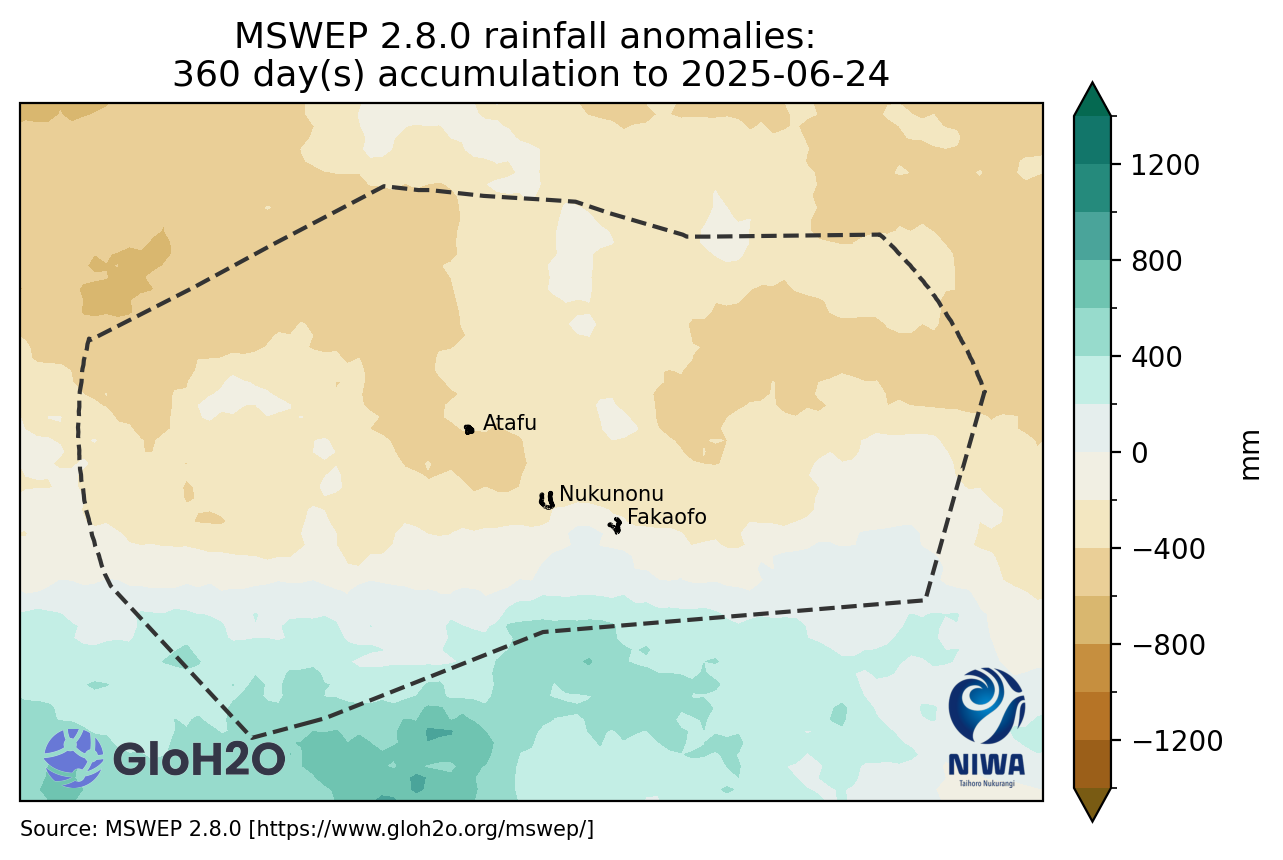 MSWEP 2.8.0 rainfall anomalies:
360 day(s) accumulation to 2025-06-24
Atafu
Nukunonu
Fakaofo
GloH2O
NIWA
Taihoro Nukurangi
1200
800
400
0
−400
−800
−1200
mm
Source: MSWEP 2.8.0 [https://www.gloh2o.org/mswep/]